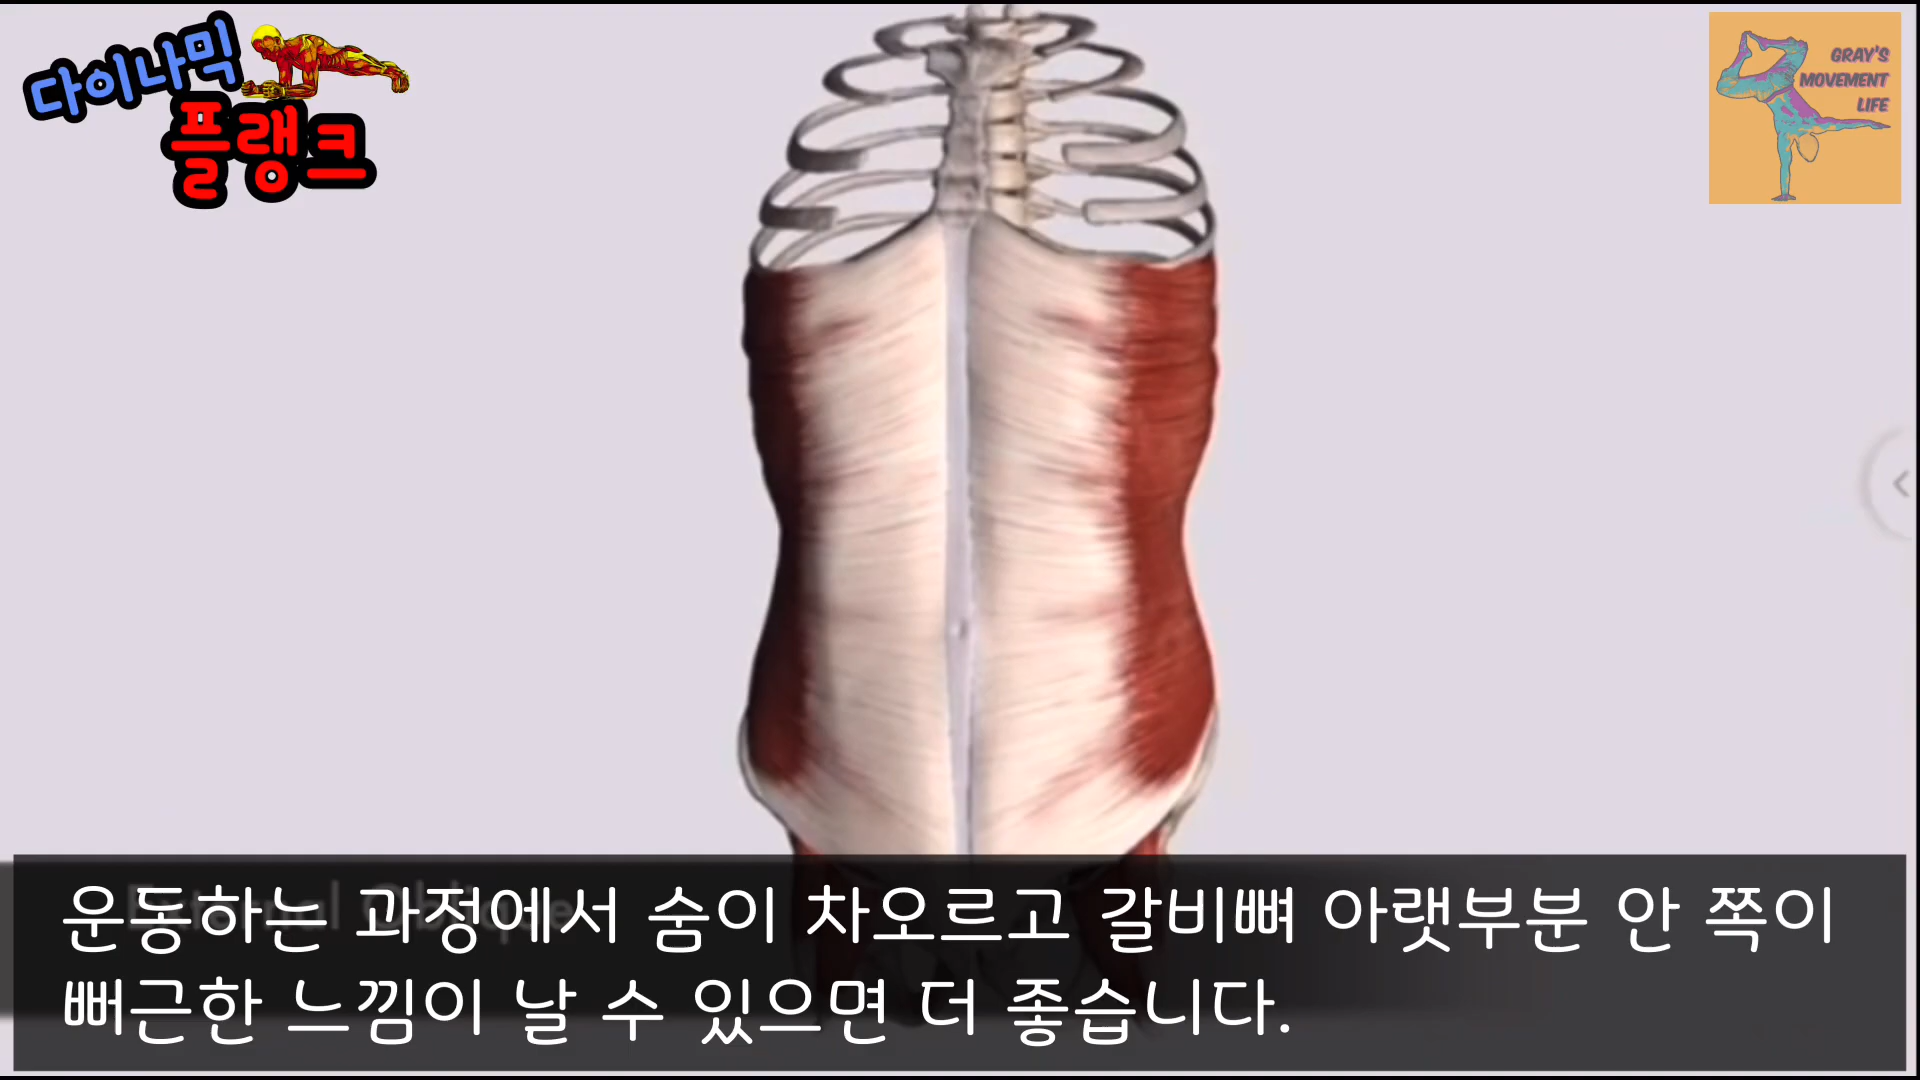 다이나믹
플랭크
GRAY'S
MOVEMENT
LIFE
운동하는 과정에서 숨이 차오르고 갈비뼈 아랫부분 안 쪽이
뻐근한 느낌이 날 수 있으면 더 좋습니다.